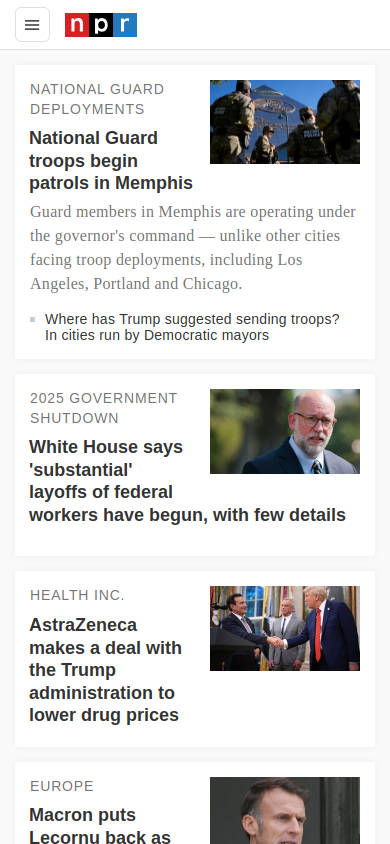 npr
NATIONAL GUARD
DEPLOYMENTS
National Guard
troops begin
patrols in Memphis
Guard members in Memphis are operating under
the governor's command — unlike other cities
facing troop deployments, including Los
Angeles, Portland and Chicago.
Where has Trump suggested sending troops?
In cities run by Democratic mayors
2025 GOVERNMENT
SHUTDOWN
White House says
'substantial'
layoffs of federal
workers have begun, with few details
HEALTH INC.
AstraZeneca
makes a deal with
the Trump
administration to
lower drug prices
EUROPE
Macron puts
Lecornu back as